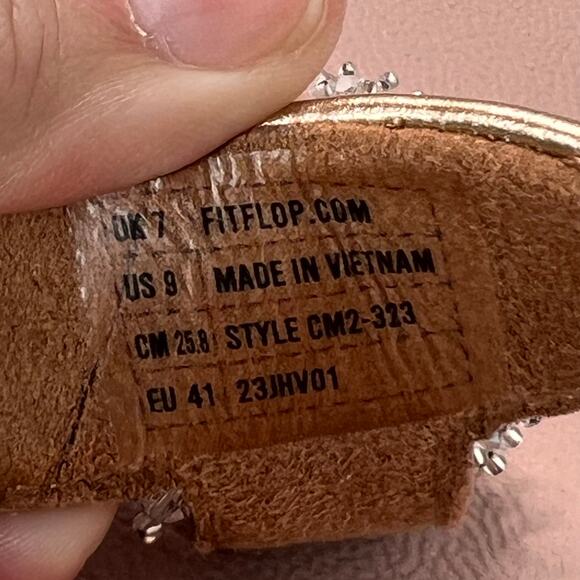 UK 7 FITFLOP.COM
US 9 MADE IN VIETNAM
CM 25.8 STYLE CM2-323
EU 41 23JHV01